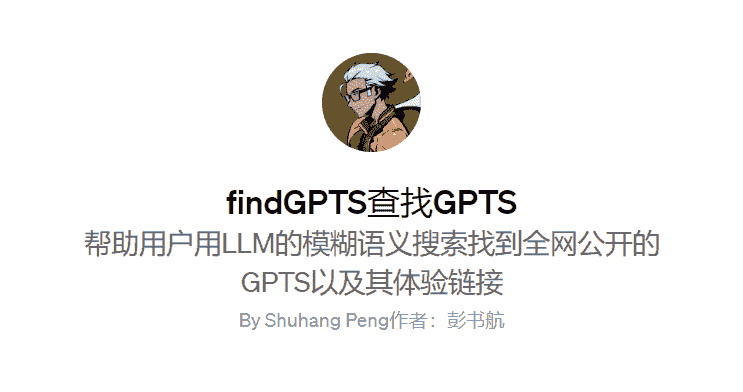 findGPTS查找GPTS
帮助用户用LLM的模糊语义搜索找到全网公开的
GPTS以及其体验链接
By Shuhang Peng作者：彭书航